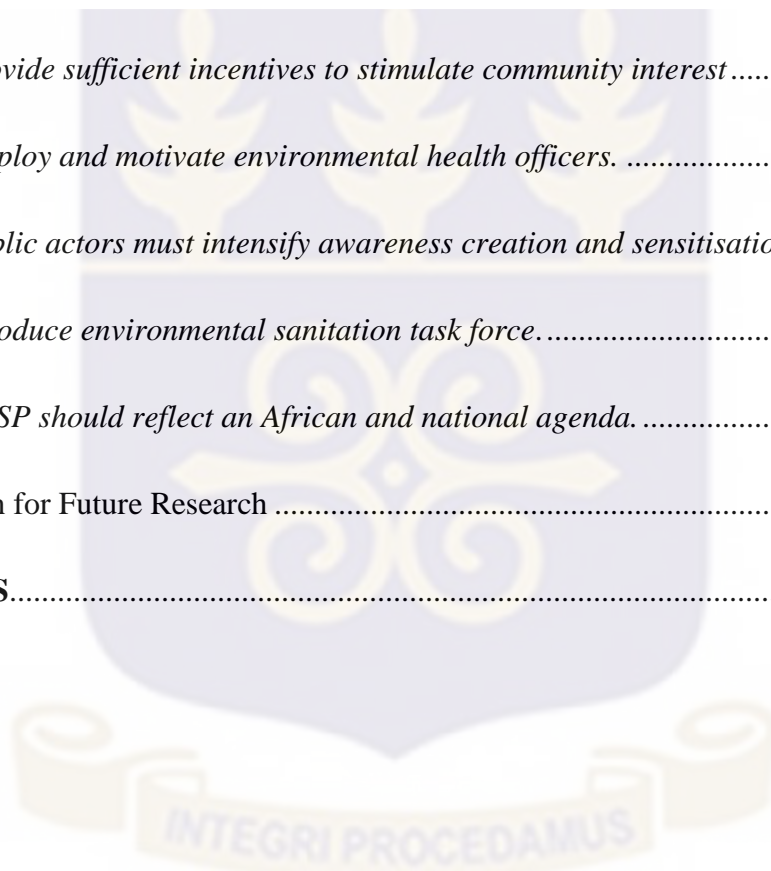 ovide sufficient incentives to stimulate community interest .....
ploy and motivate environmental health officers. ..................
blic actors must intensify awareness creation and sensitisatio
oduce environmental sanitation task force. .............................
SP should reflect an African and national agenda. ................
n for Future Research ................................................................
S.................................................................................................
INTEGRI PROCEDAMUS